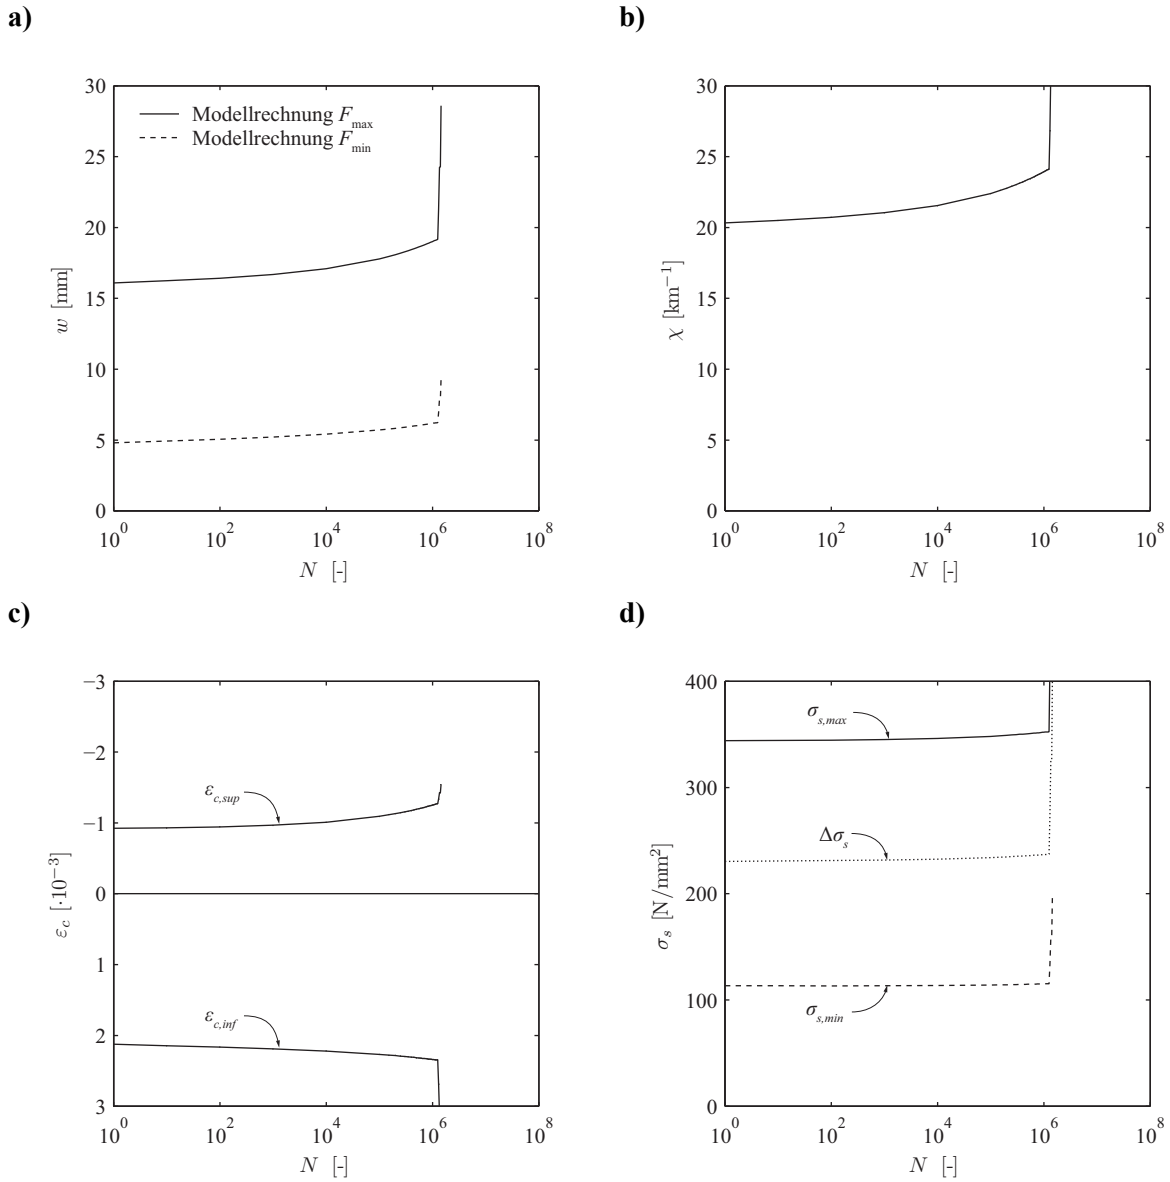 a)
30
25
20
15
10
5
0
w [mm]
Modellrechnung F_max
Modellrechnung F_min
10^0 10^2 10^4 10^6 10^8
N [-]
b)
30
25
20
15
10
5
0
χ [km^−1]
10^0 10^2 10^4 10^6 10^8
N [-]
c)
−3
−2
−1
0
1
2
3
ε_c [·10^−3]
ε_c,sup
ε_c,inf
10^0 10^2 10^4 10^6 10^8
N [-]
d)
400
300
200
100
0
σ_s [N/mm^2]
σ_s,max
Δσ_s
σ_s,min
10^0 10^2 10^4 10^6 10^8
N [-]